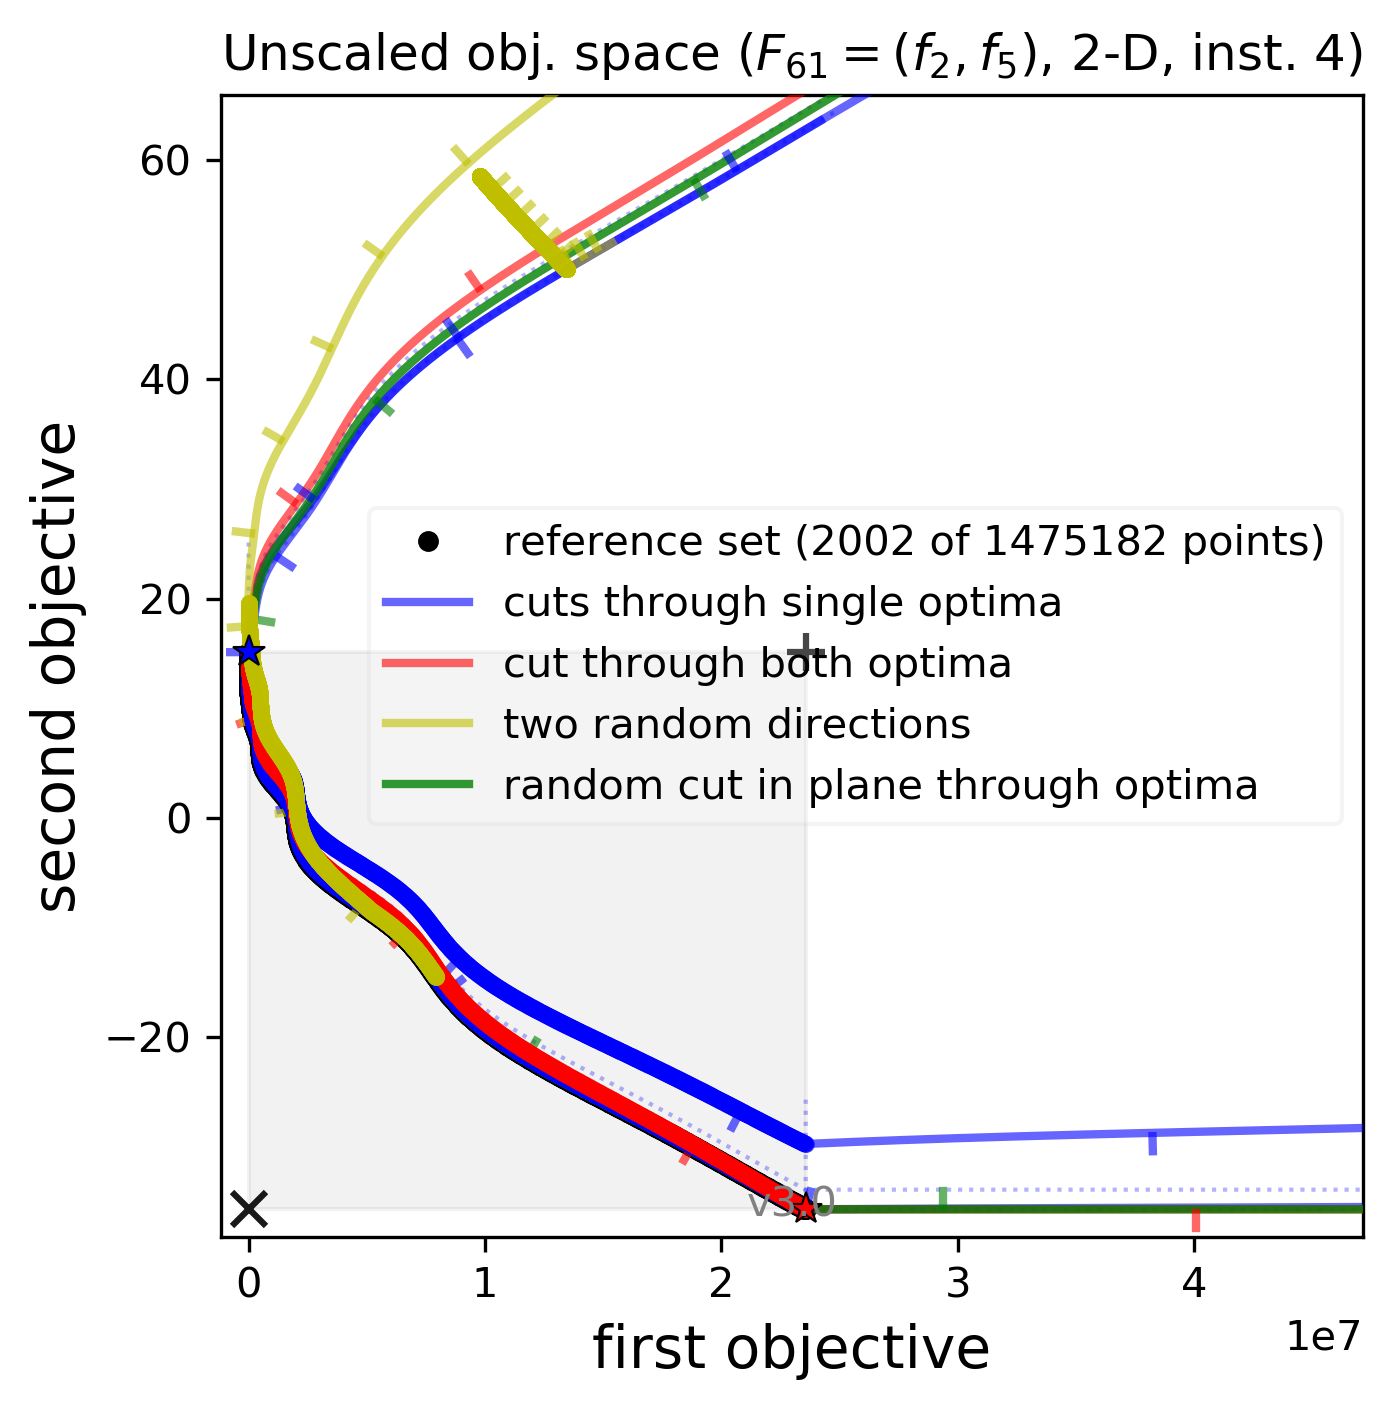 Unscaled obj. space (F61 = (f2, f5), 2-D, inst. 4)
60
40
20
0
−20
second objective
reference set (2002 of 1475182 points)
cuts through single optima
cut through both optima
two random directions
random cut in plane through optima
v3.0
0 1 2 3 4
1e7
first objective